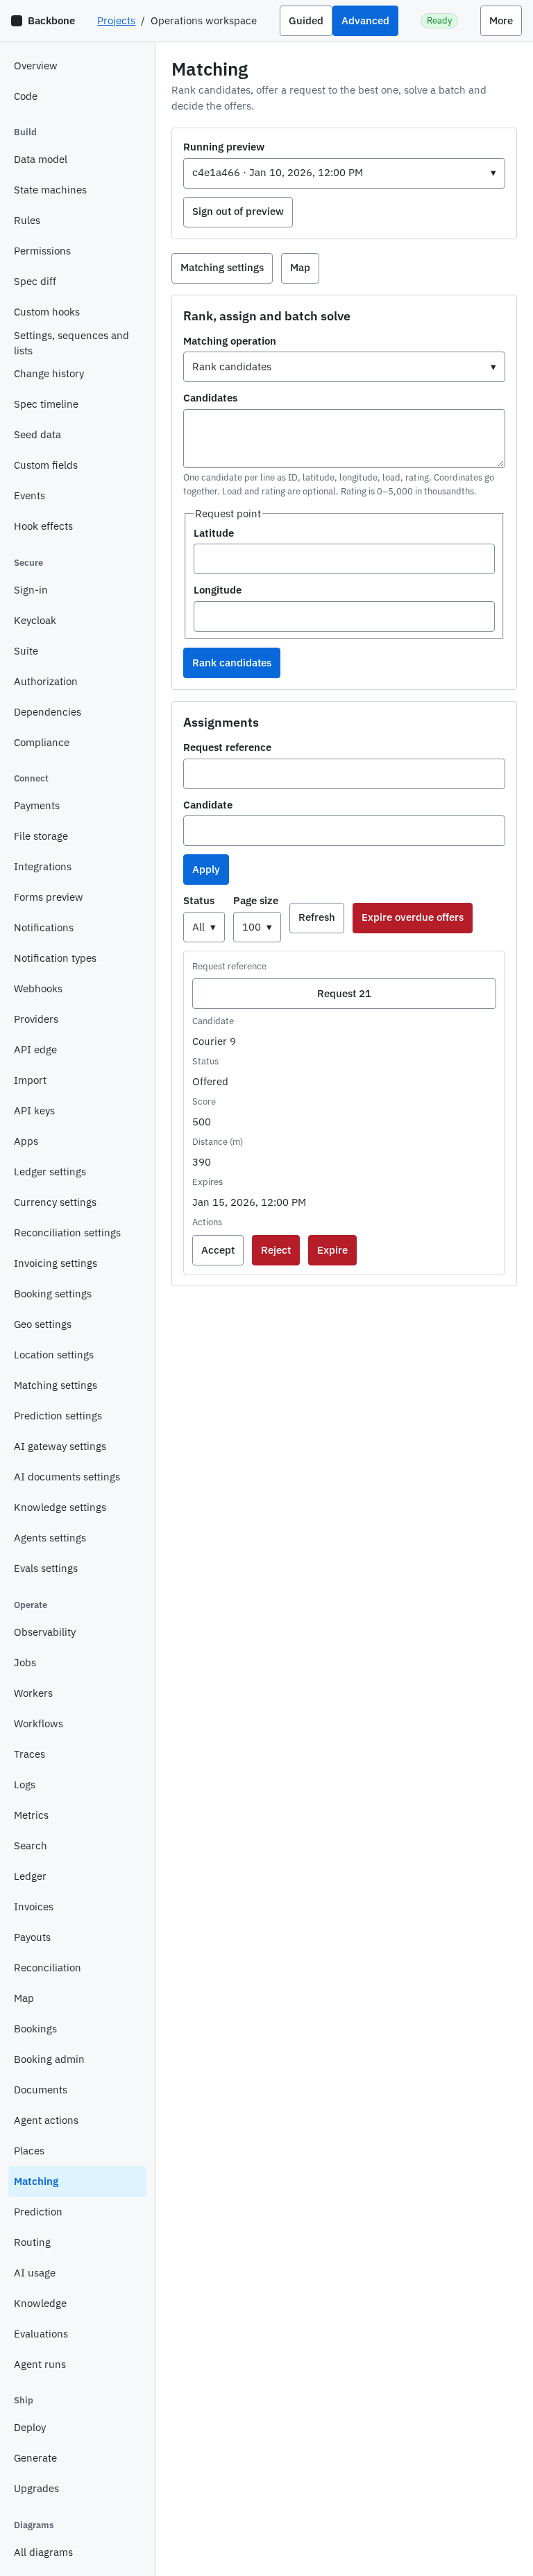 Backbone
Projects / Operations workspace
Guided
Advanced
Ready
More
Overview
Code
Build
Data model
State machines
Rules
Permissions
Spec diff
Custom hooks
Settings, sequences and
lists
Change history
Spec timeline
Seed data
Custom fields
Events
Hook effects
Secure
Sign-in
Keycloak
Suite
Authorization
Dependencies
Compliance
Connect
Payments
File storage
Integrations
Forms preview
Notifications
Notification types
Webhooks
Providers
API edge
Import
API keys
Apps
Ledger settings
Currency settings
Reconciliation settings
Invoicing settings
Booking settings
Geo settings
Location settings
Matching settings
Prediction settings
AI gateway settings
AI documents settings
Knowledge settings
Agents settings
Evals settings
Operate
Observability
Jobs
Workers
Workflows
Traces
Logs
Metrics
Search
Ledger
Invoices
Payouts
Reconciliation
Map
Bookings
Booking admin
Documents
Agent actions
Places
Matching
Prediction
Routing
AI usage
Knowledge
Evaluations
Agent runs
Ship
Deploy
Generate
Upgrades
Diagrams
All diagrams
Matching
Rank candidates, offer a request to the best one, solve a batch and
decide the offers.
Running preview
c4e1a466 · Jan 10, 2026, 12:00 PM ▾
Sign out of preview
Matching settings
Map
Rank, assign and batch solve
Matching operation
Rank candidates ▾
Candidates
One candidate per line as ID, latitude, longitude, load, rating. Coordinates go
together. Load and rating are optional. Rating is 0–5,000 in thousandths.
Request point
Latitude
Longitude
Rank candidates
Assignments
Request reference
Candidate
Apply
Status
Page size
All ▾
100 ▾
Refresh
Expire overdue offers
Request reference
Request 21
Candidate
Courier 9
Status
Offered
Score
500
Distance (m)
390
Expires
Jan 15, 2026, 12:00 PM
Actions
Accept
Reject
Expire